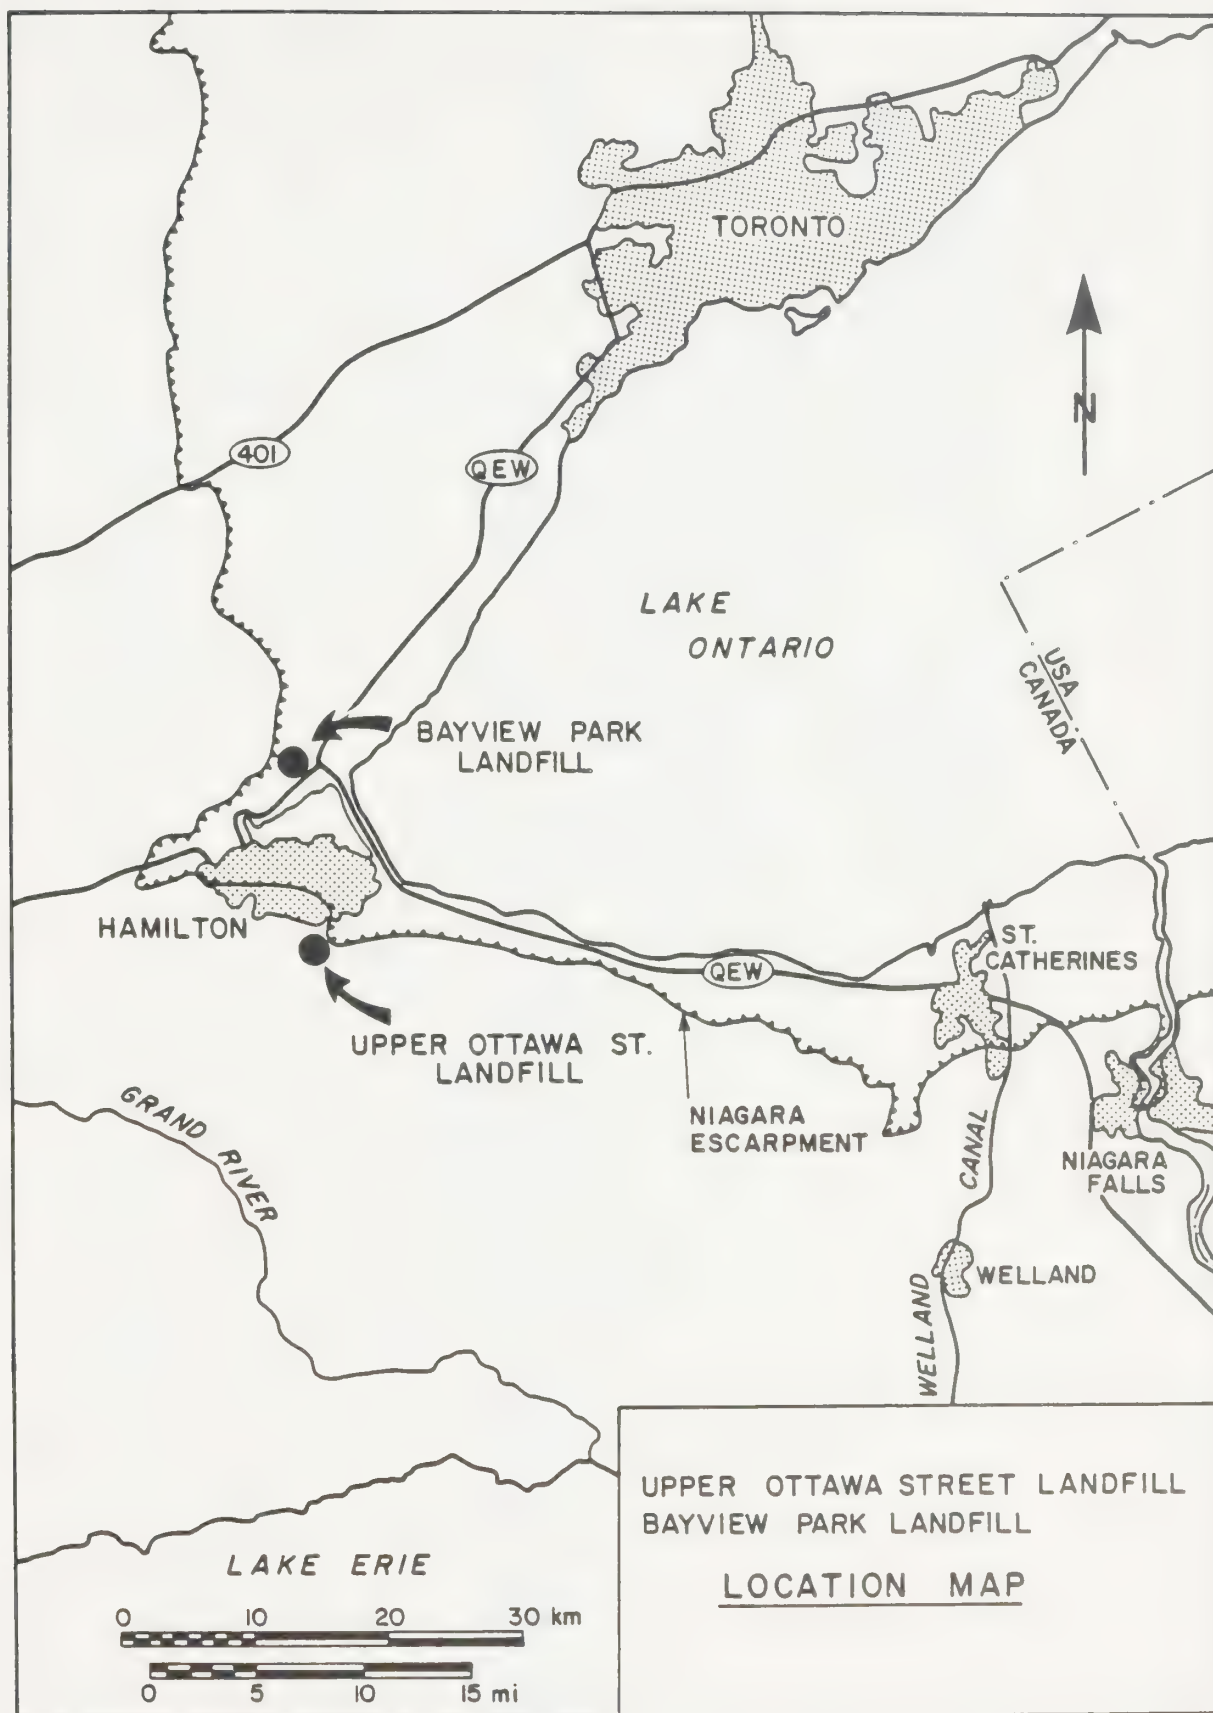 TORONTO
N
401
QEW
LAKE
ONTARIO
USA
CANADA
BAYVIEW PARK
LANDFILL
HAMILTON
ST.
CATHERINES
QEW
UPPER OTTAWA ST.
LANDFILL
NIAGARA
ESCARPMENT
GRAND RIVER
WELLAND CANAL
NIAGARA
FALLS
WELLAND
UPPER OTTAWA STREET LANDFILL
BAYVIEW PARK LANDFILL
LOCATION MAP
LAKE ERIE
0 10 20 30 km
0 5 10 15 mi